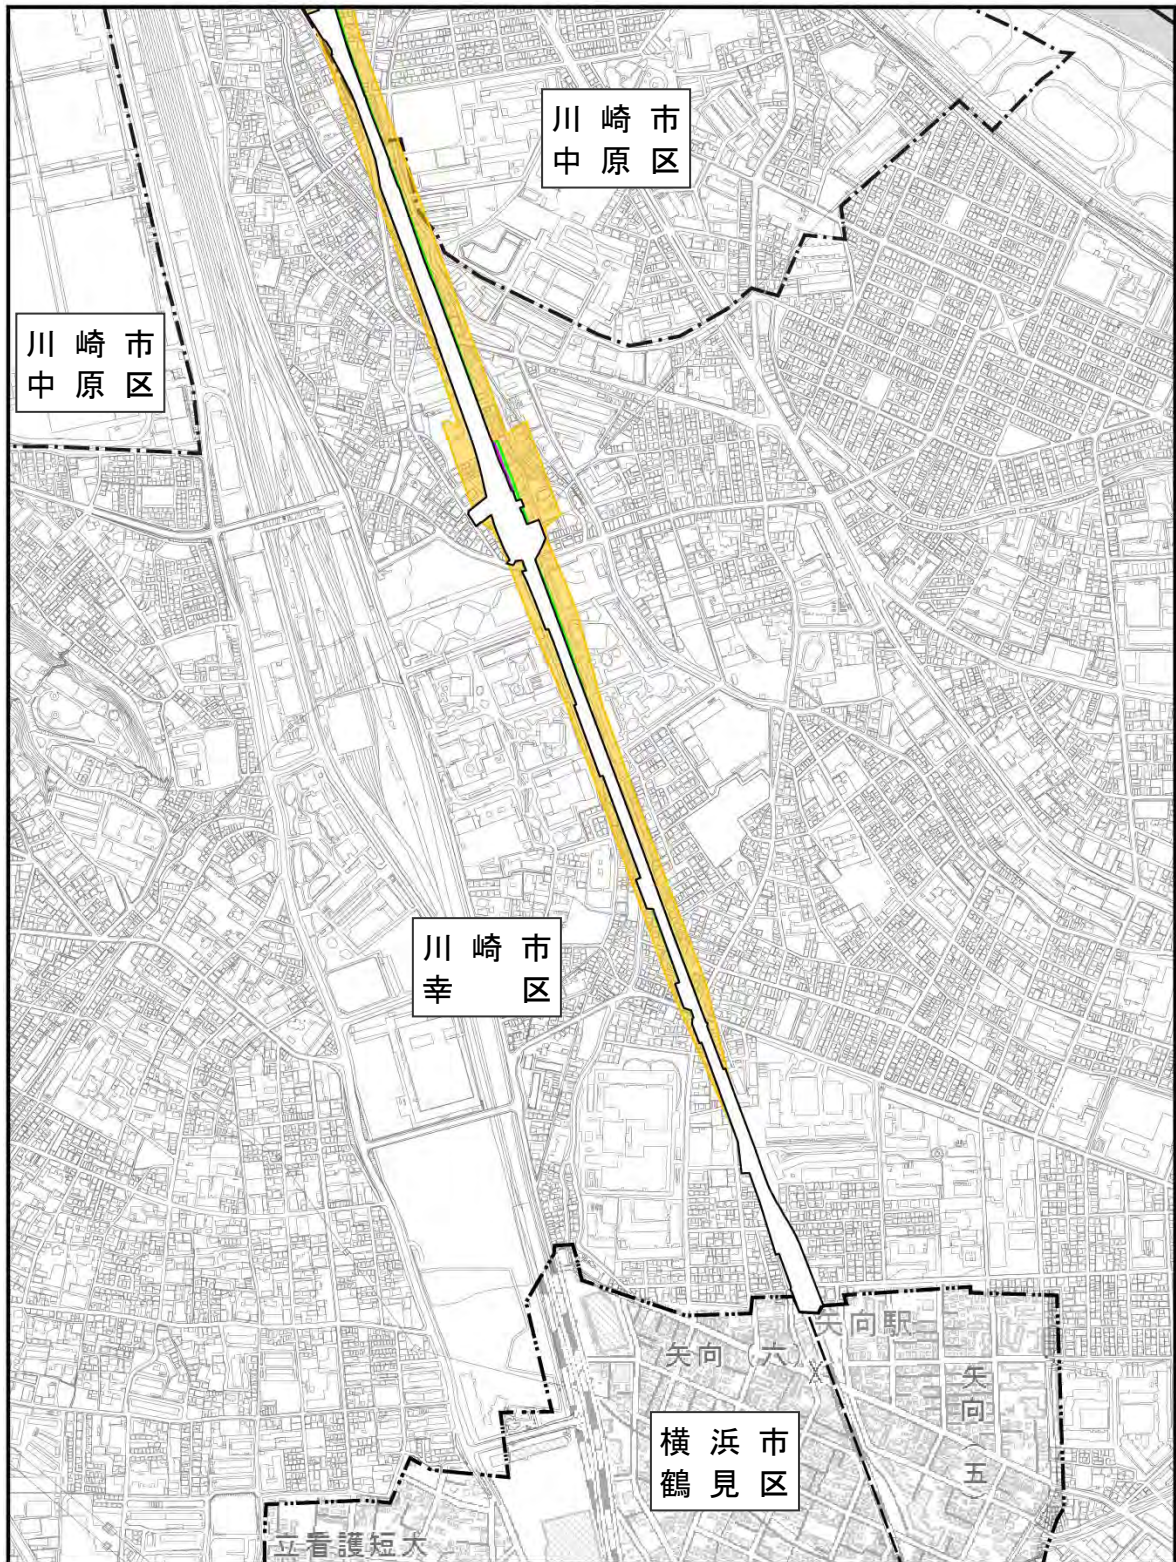 川崎市
中原区
川崎市
中原区
川崎市
幸区
矢向駅
矢向(六)
矢向(五)
横浜市
鶴見区
立看護短大